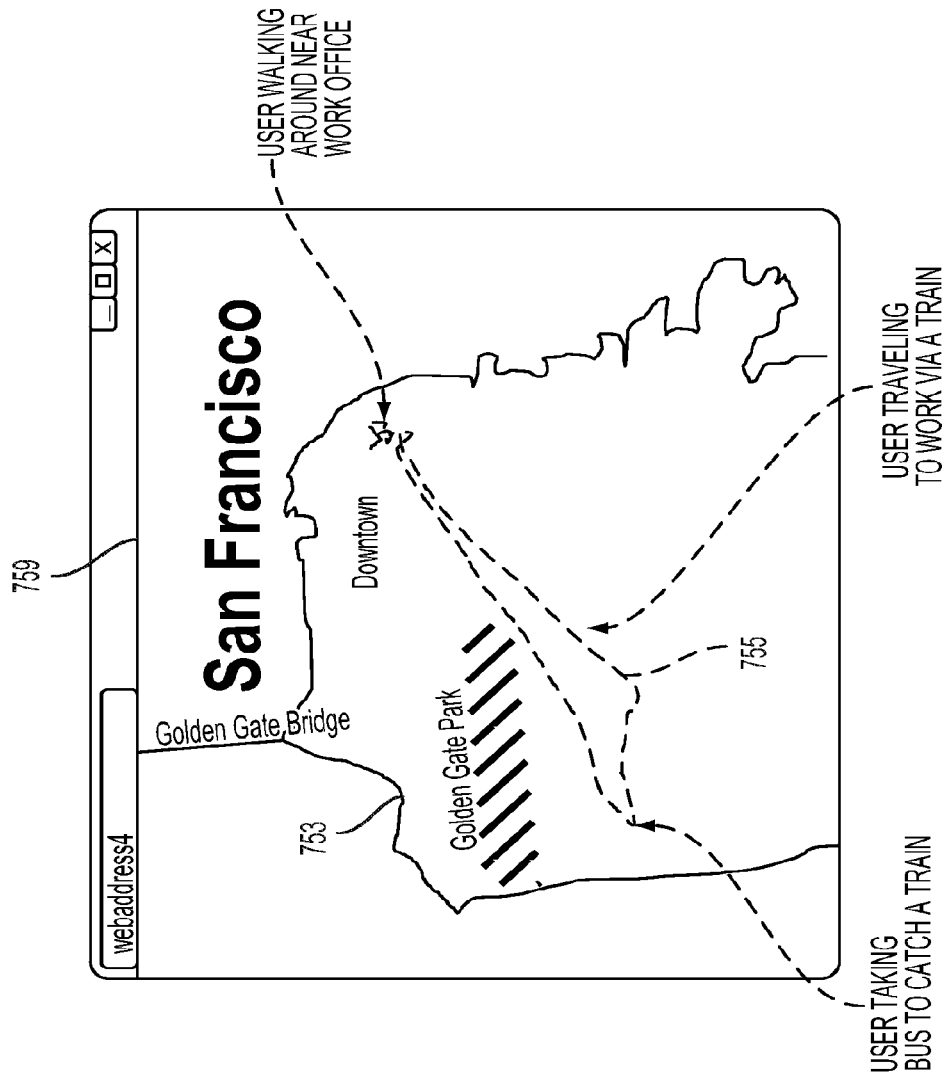 759
webaddress4
_ □ X
San Francisco
Golden Gate Bridge
753
Downtown
Golden Gate Park
755
USER WALKING
AROUND NEAR
WORK OFFICE
USER TAKING
BUS TO CATCH A TRAIN
USER TRAVELING
TO WORK VIA A TRAIN